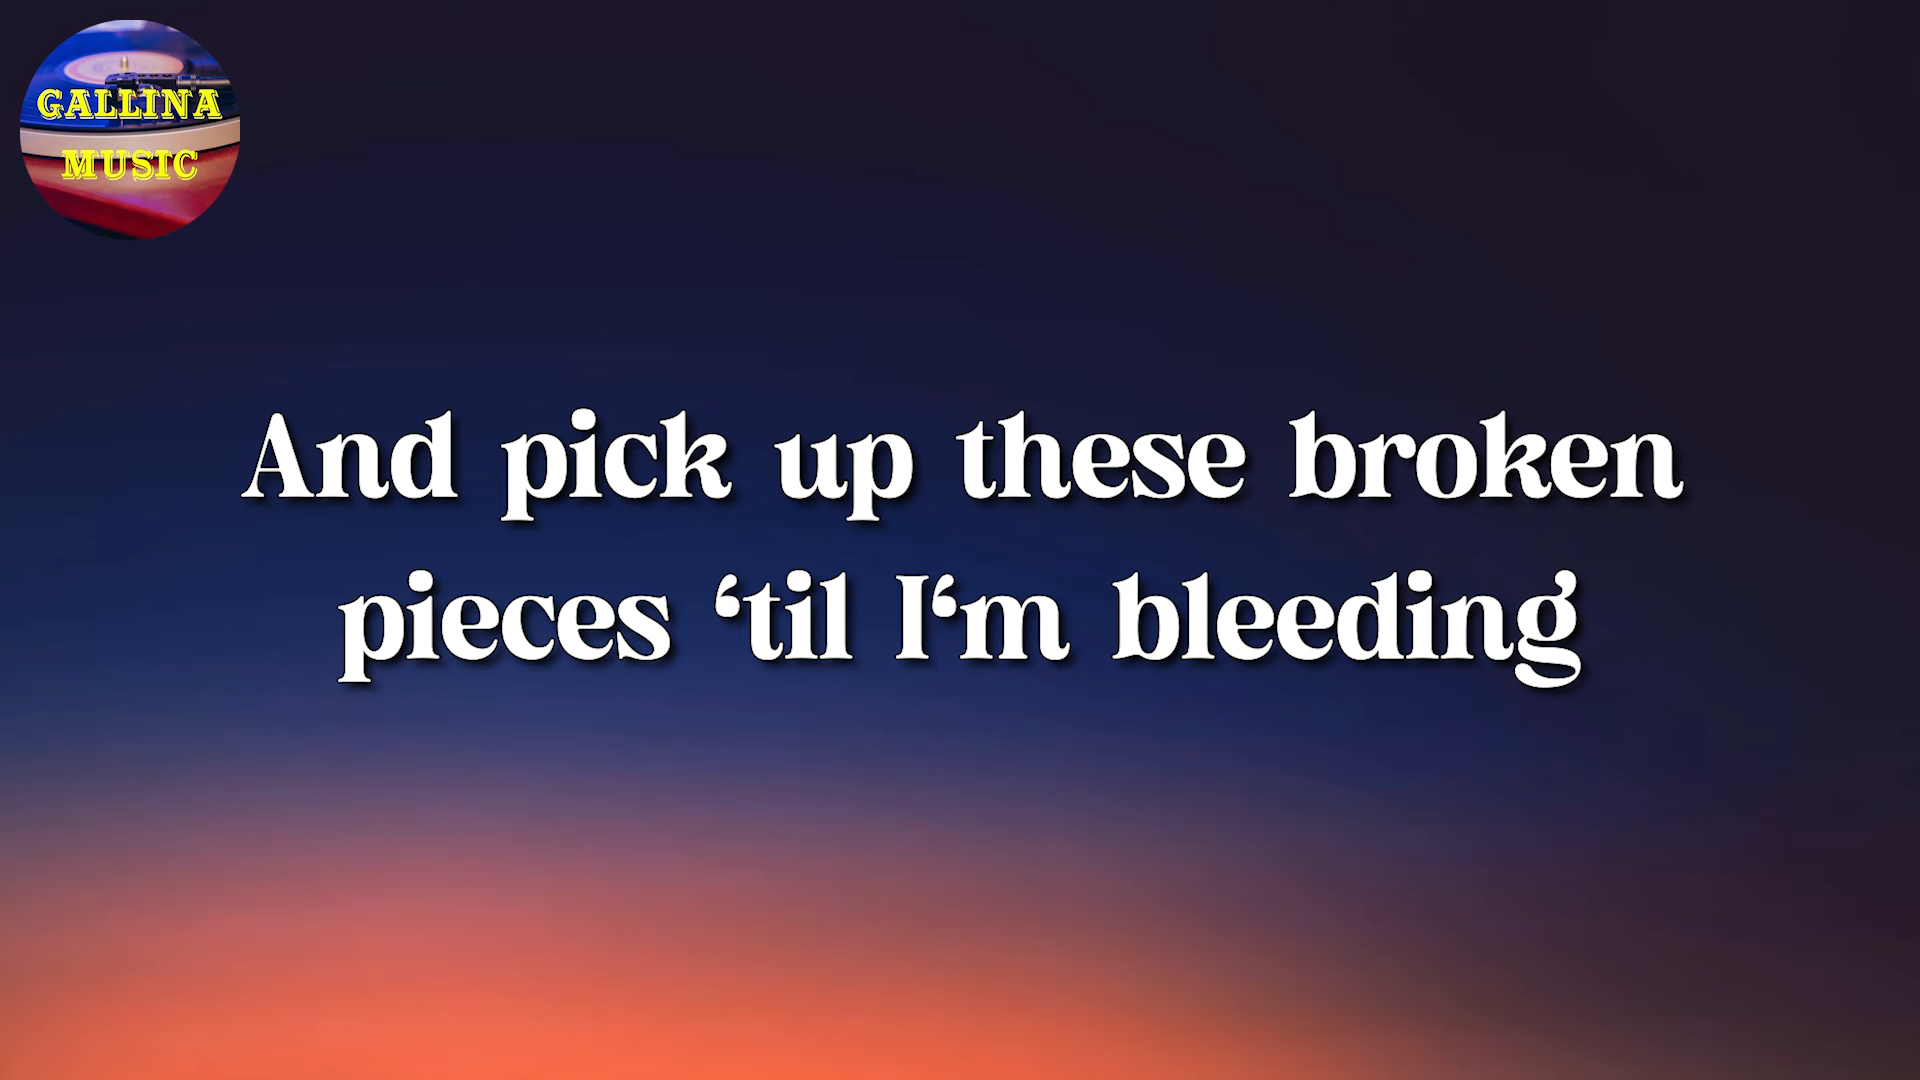 GALLINA
MUSIC
And pick up these broken
pieces ‘til I‘m bleeding